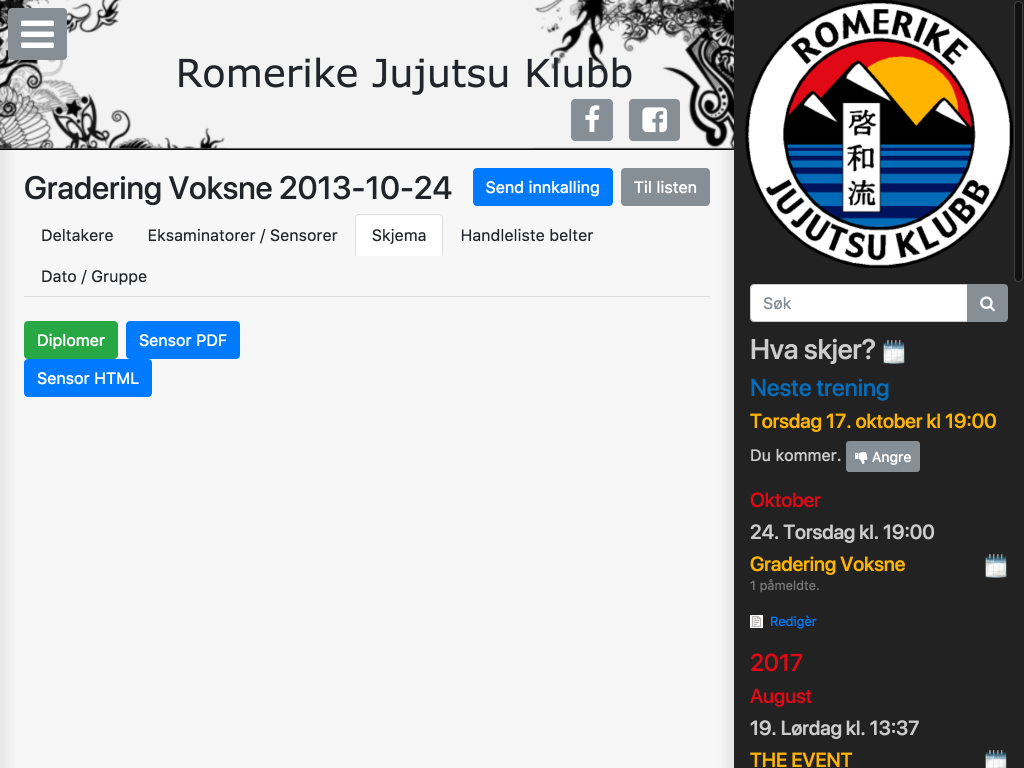 Romerike Jujutsu Klubb
Gradering Voksne 2013-10-24
Send innkalling
Til listen
Deltakere
Eksaminatorer / Sensorer
Skjema
Handleliste belter
Dato / Gruppe
Diplomer
Sensor PDF
Sensor HTML
ROMERIKE
啓和流
JUJUTSU KLUBB
Søk
Hva skjer?
Neste trening
Torsdag 17. oktober kl 19:00
Du kommer.
Angre
Oktober
24. Torsdag kl. 19:00
Gradering Voksne
1 påmeldte.
Redigèr
2017
August
19. Lørdag kl. 13:37
THE EVENT